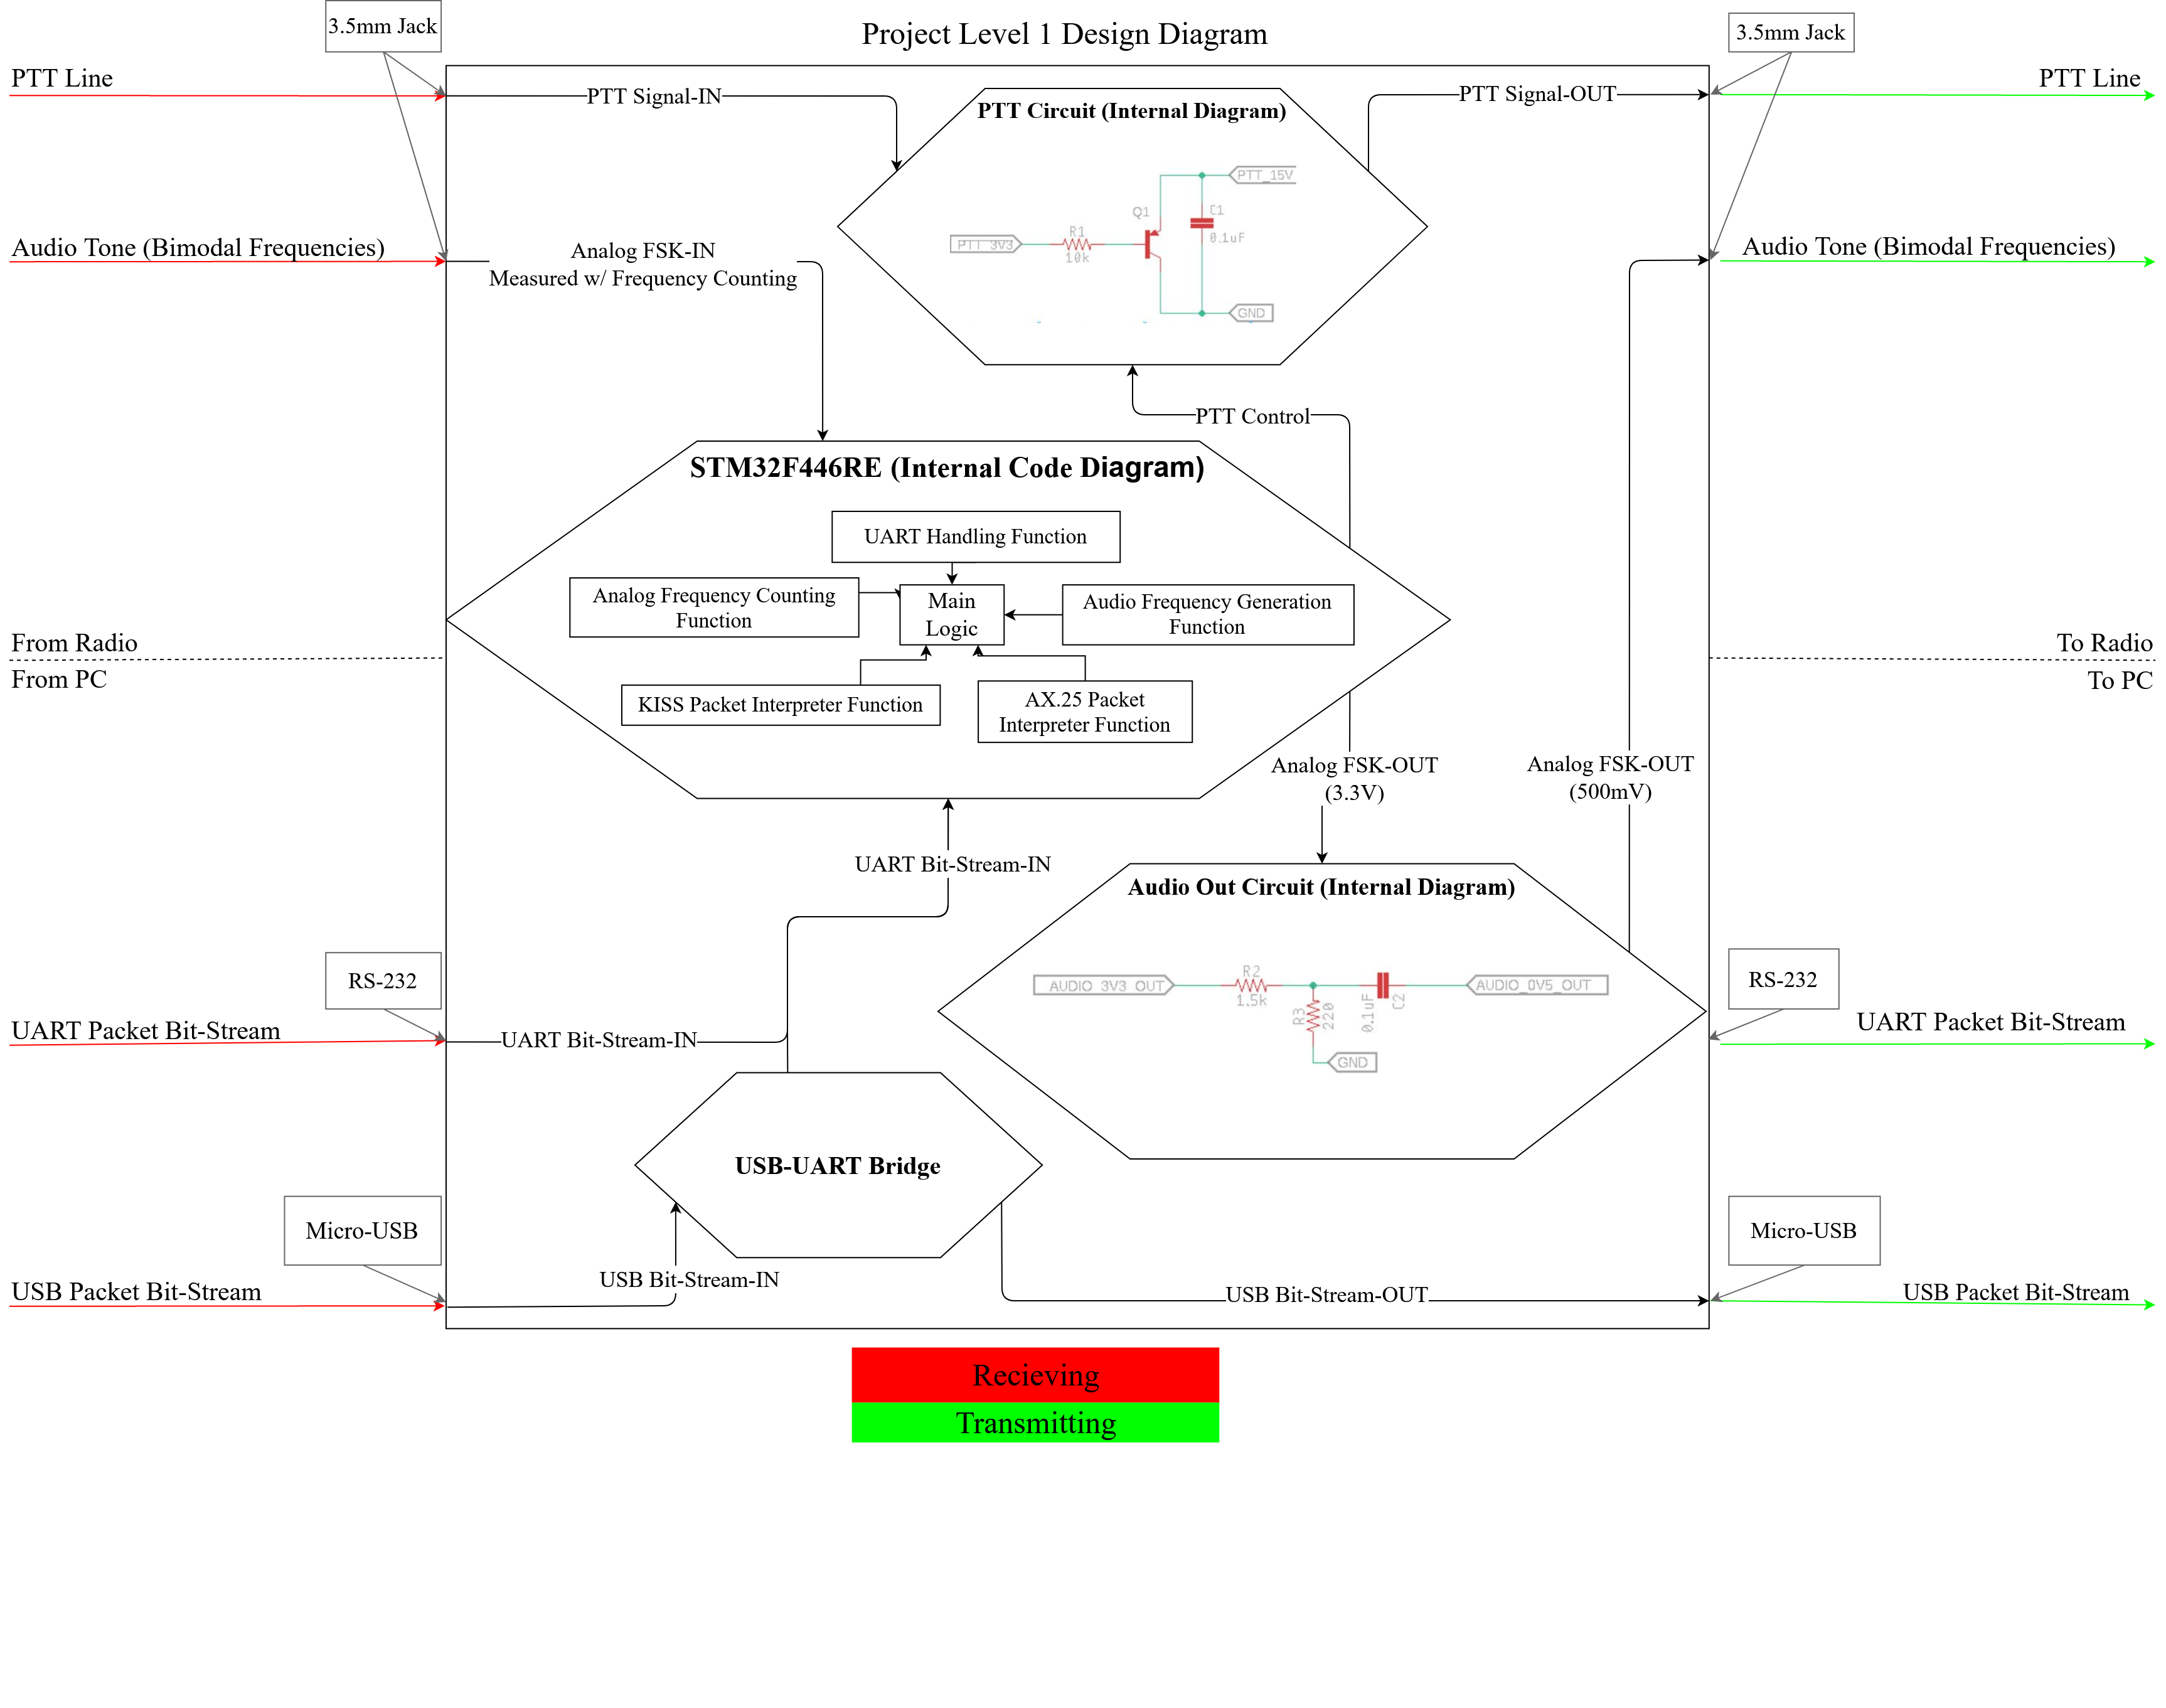 Project Level 1 Design Diagram
3.5mm Jack
3.5mm Jack
PTT Line
PTT Signal-IN
PTT Signal-OUT
PTT Line
PTT Circuit (Internal Diagram)
PTT_15V
Q1
C1
0.1uF
PTT_3V3
R1
10k
GND
Audio Tone (Bimodal Frequencies)
Analog FSK-IN
Measured w/ Frequency Counting
Audio Tone (Bimodal Frequencies)
PTT Control
STM32F446RE (Internal Code Diagram)
UART Handling Function
Analog Frequency Counting
Function
Main
Logic
Audio Frequency Generation
Function
KISS Packet Interpreter Function
AX.25 Packet
Interpreter Function
From Radio
From PC
To Radio
To PC
Analog FSK-OUT
(3.3V)
Analog FSK-OUT
(500mV)
UART Bit-Stream-IN
Audio Out Circuit (Internal Diagram)
AUDIO_3V3_OUT
R2
1.5k
R3
220
0.1uF
C2
AUDIO_0V5_OUT
GND
RS-232
RS-232
UART Packet Bit-Stream
UART Bit-Stream-IN
UART Packet Bit-Stream
USB-UART Bridge
Micro-USB
Micro-USB
USB Packet Bit-Stream
USB Bit-Stream-IN
USB Bit-Stream-OUT
USB Packet Bit-Stream
Recieving
Transmitting